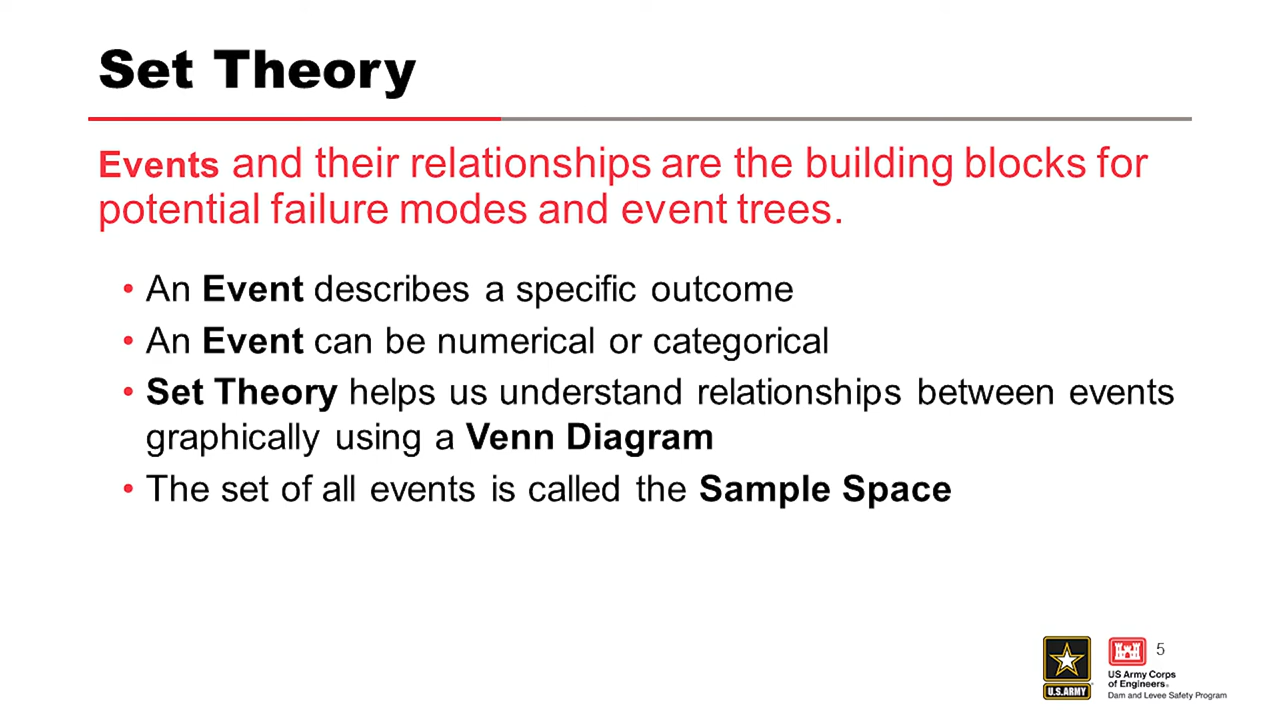 Set Theory
Events and their relationships are the building blocks for
potential failure modes and event trees.
• An Event describes a specific outcome
• An Event can be numerical or categorical
• Set Theory helps us understand relationships between events
graphically using a Venn Diagram
• The set of all events is called the Sample Space
5
U.S.ARMY
US Army Corps
of Engineers®
Dam and Levee Safety Program